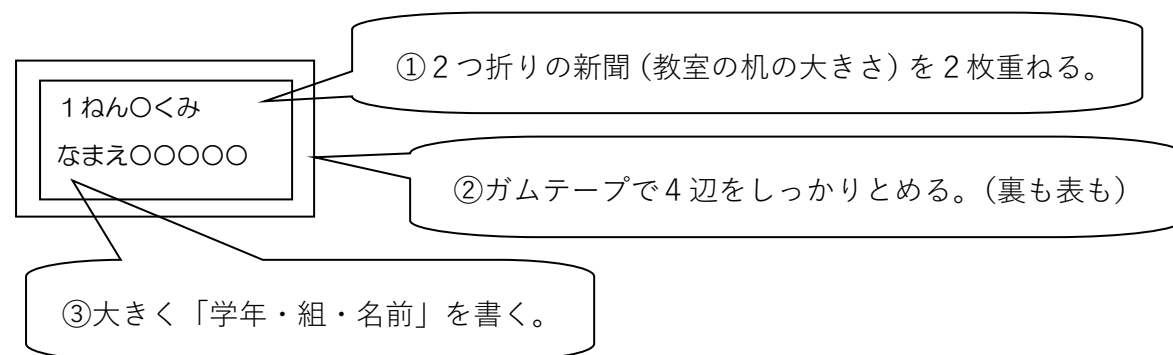 ①２つ折りの新聞（教室の机の大きさ）を２枚重ねる。
１ねん○くみ
なまえ○○○○○
②ガムテープで４辺をしっかりとめる。（裏も表も）
③大きく「学年・組・名前」を書く。